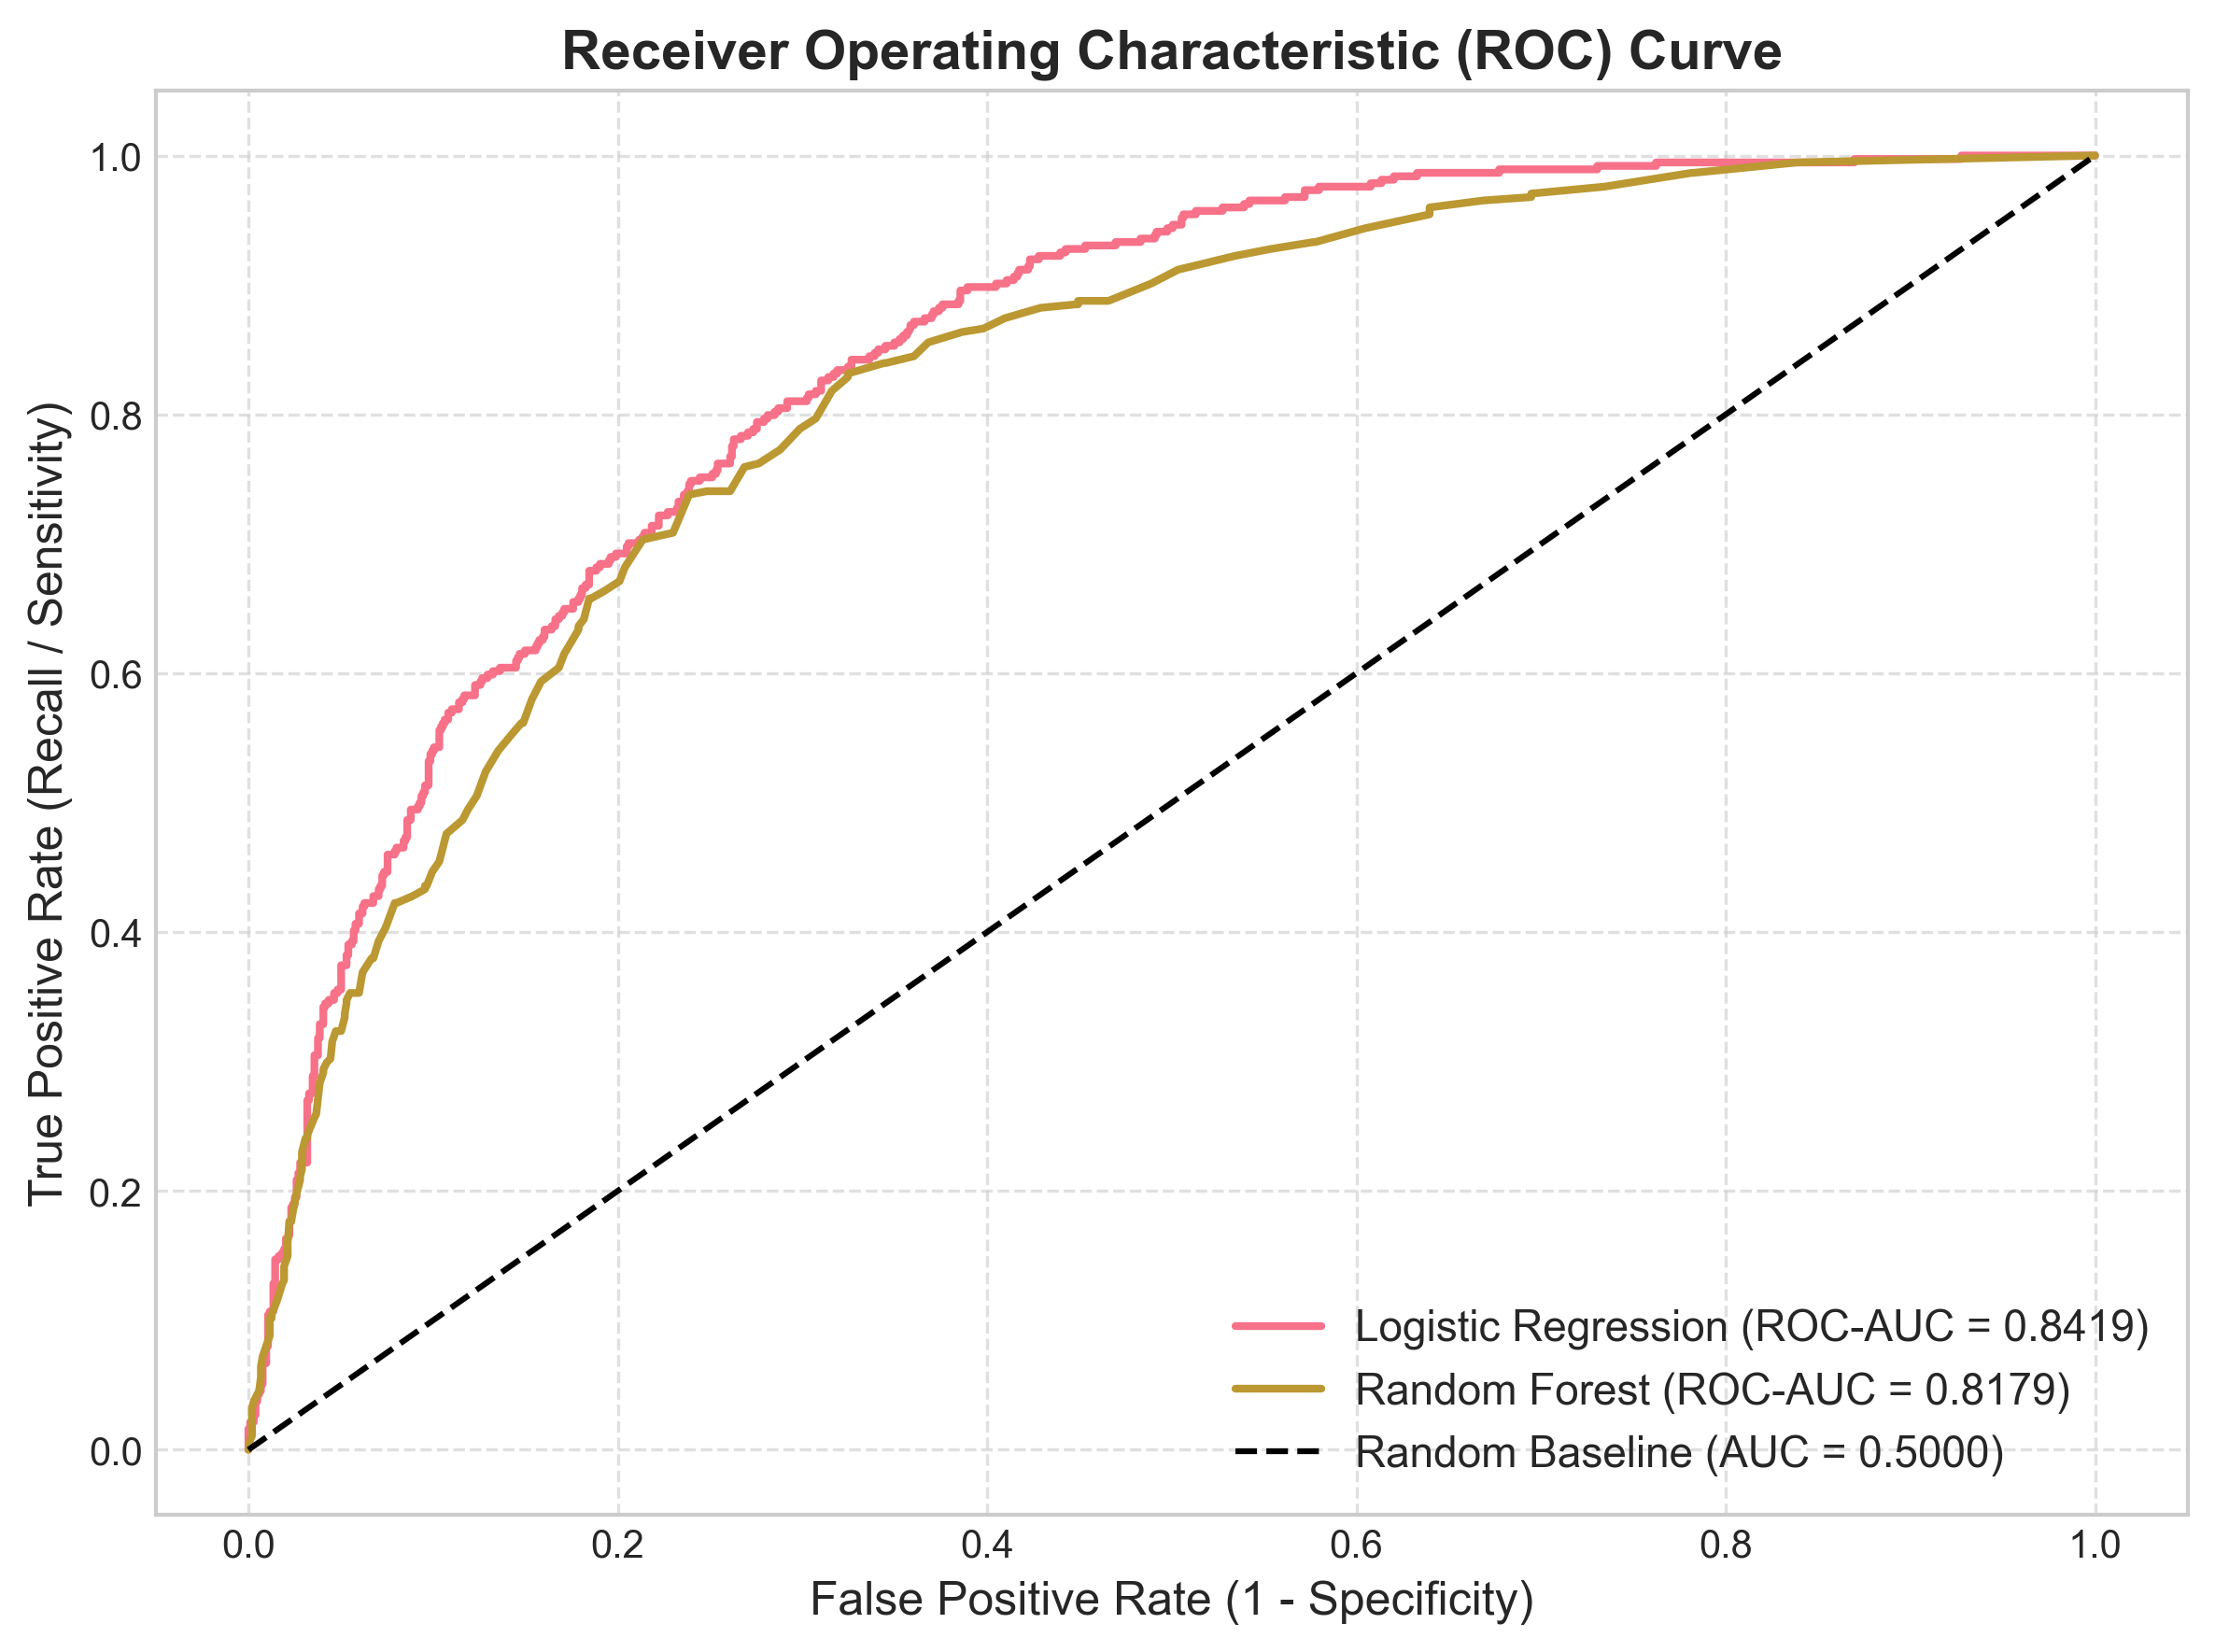 Receiver Operating Characteristic (ROC) Curve
True Positive Rate (Recall / Sensitivity)
1.0
0.8
0.6
0.4
0.2
0.0
Logistic Regression (ROC-AUC = 0.8419)
Random Forest (ROC-AUC = 0.8179)
Random Baseline (AUC = 0.5000)
0.0 0.2 0.4 0.6 0.8 1.0
False Positive Rate (1 - Specificity)